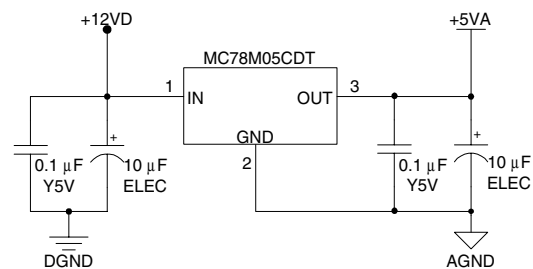 +12VD
+5VA
MC78M05CDT
1
IN
OUT
3
GND
2
+
0.1 µF
Y5V
10 µF
ELEC
+
0.1 µF
Y5V
10 µF
ELEC
DGND
AGND